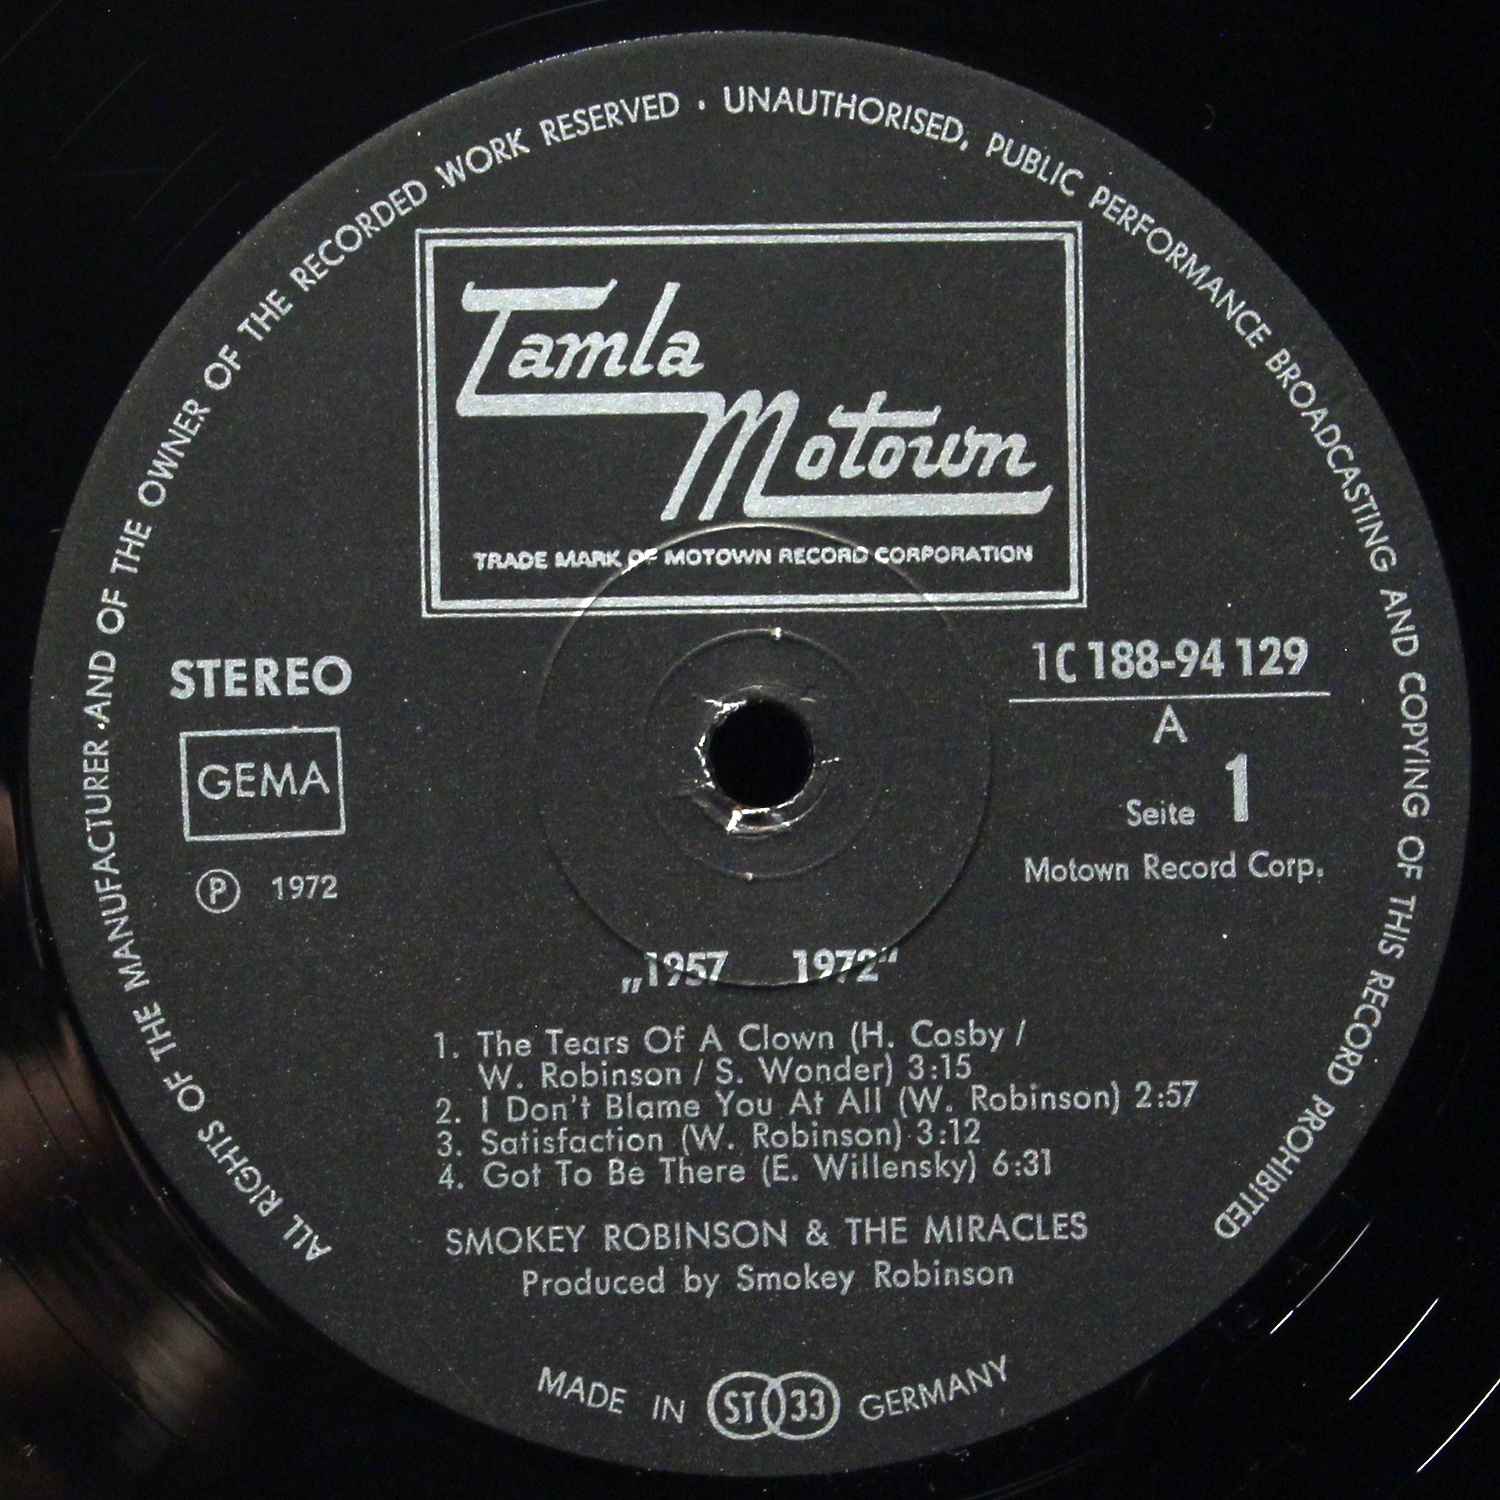 ALL RIGHTS OF THE MANUFACTURER .AND OF THE OWNER OF THE RECORDED WORK RESERVED · UNAUTHORISED, PUBLIC PERFORMANCE BROADCASTING AND COPYING OF THIS RECORD PROHIBITED
Tamla
Motown
TRADE MARK OF MOTOWN RECORD CORPORATION
STEREO
GEMA
℗ 1972
1C 188-94 129
A
Seite 1
Motown Record Corp.
„1957 1972“
1. The Tears Of A Clown (H. Cosby /
W. Robinson / S. Wonder) 3:15
2. I Don't Blame You At All (W. Robinson) 2:57
3. Satisfaction (W. Robinson) 3:12
4. Got To Be There (E. Willensky) 6:31
SMOKEY ROBINSON & THE MIRACLES
Produced by Smokey Robinson
MADE IN ST 33 GERMANY